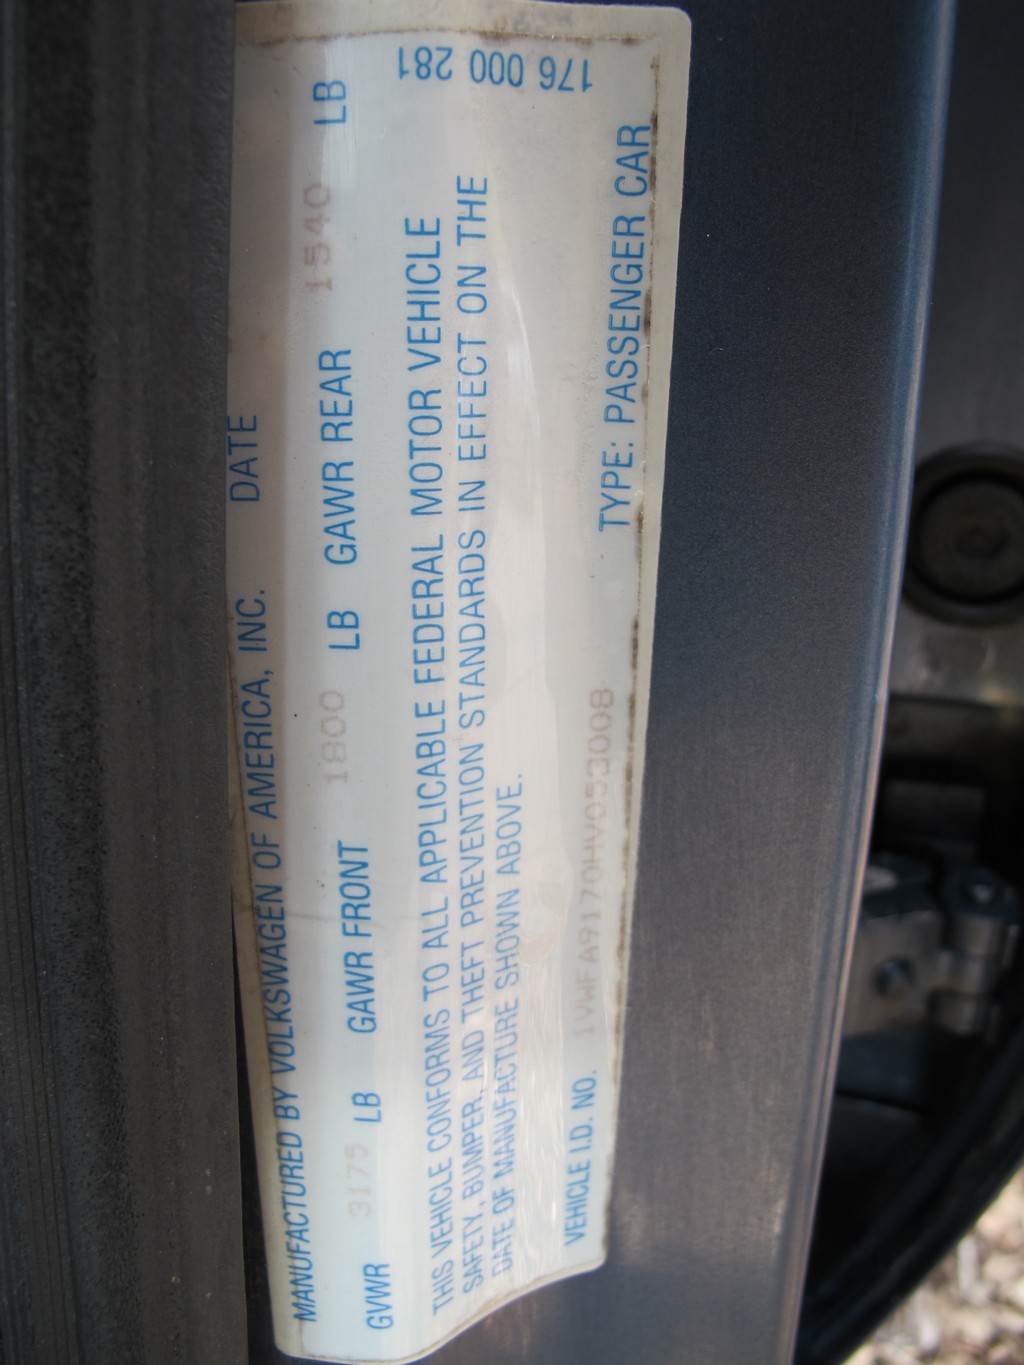 MANUFACTURED BY VOLKSWAGEN OF AMERICA, INC. DATE
GVWR 3175 LB GAWR FRONT 1800 LB GAWR REAR 1540 LB
THIS VEHICLE CONFORMS TO ALL APPLICABLE FEDERAL MOTOR VEHICLE
SAFETY, BUMPER, AND THEFT PREVENTION STANDARDS IN EFFECT ON THE
DATE OF MANUFACTURE SHOWN ABOVE.
VEHICLE I.D. NO. 1VWFA9170HV053008 TYPE: PASSENGER CAR
176 000 281